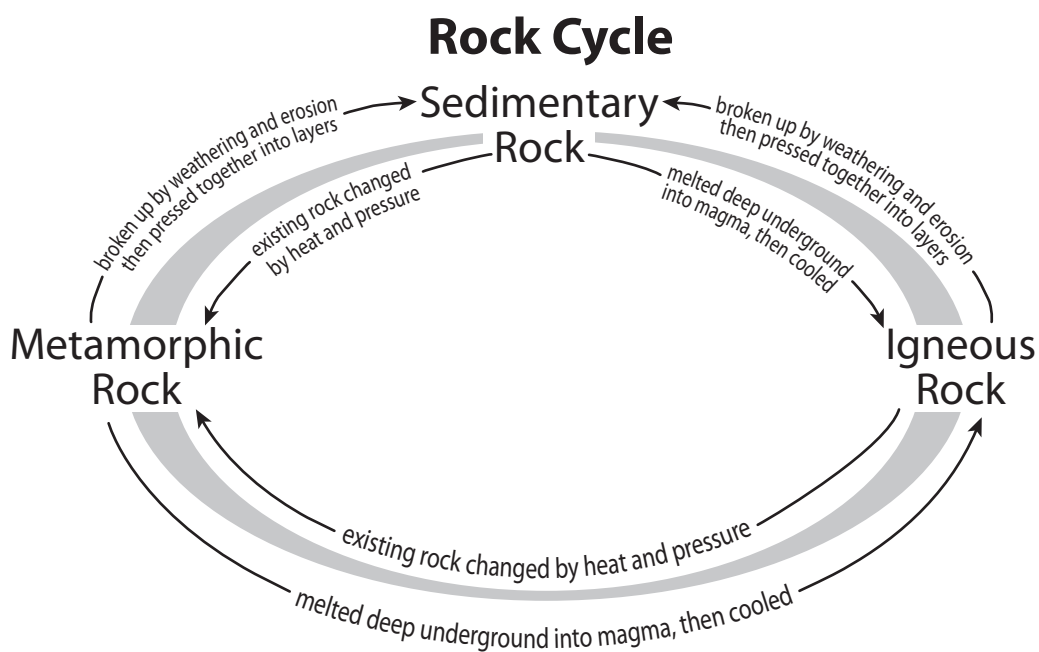 Rock Cycle
Sedimentary
Rock
broken up by weathering and erosion
then pressed together into layers
broken up by weathering and erosion
then pressed together into layers
existing rock changed
by heat and pressure
melted deep underground
into magma, then cooled
Metamorphic
Rock
Igneous
Rock
existing rock changed by heat and pressure
melted deep underground into magma, then cooled